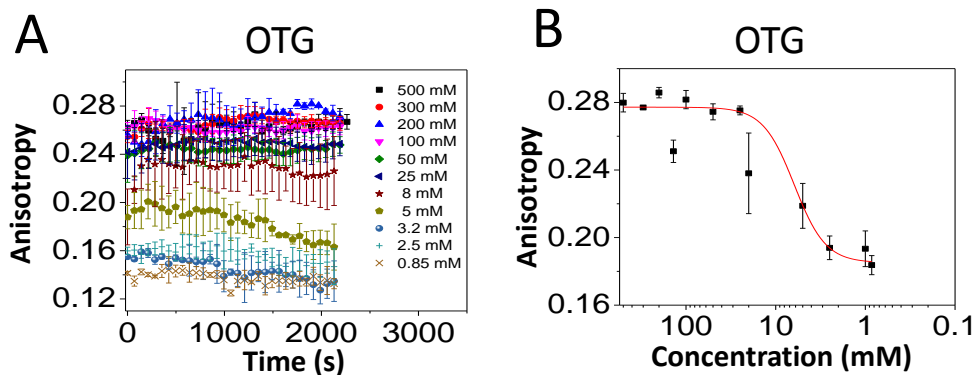 A
OTG
Anisotropy
0.28
0.24
0.20
0.16
0.12
0
1000
2000
3000
Time (s)
500 mM
300 mM
200 mM
100 mM
50 mM
25 mM
8 mM
5 mM
3.2 mM
2.5 mM
0.85 mM
B
OTG
Anisotropy
0.28
0.24
0.20
0.16
100
10
1
0.1
Concentration (mM)